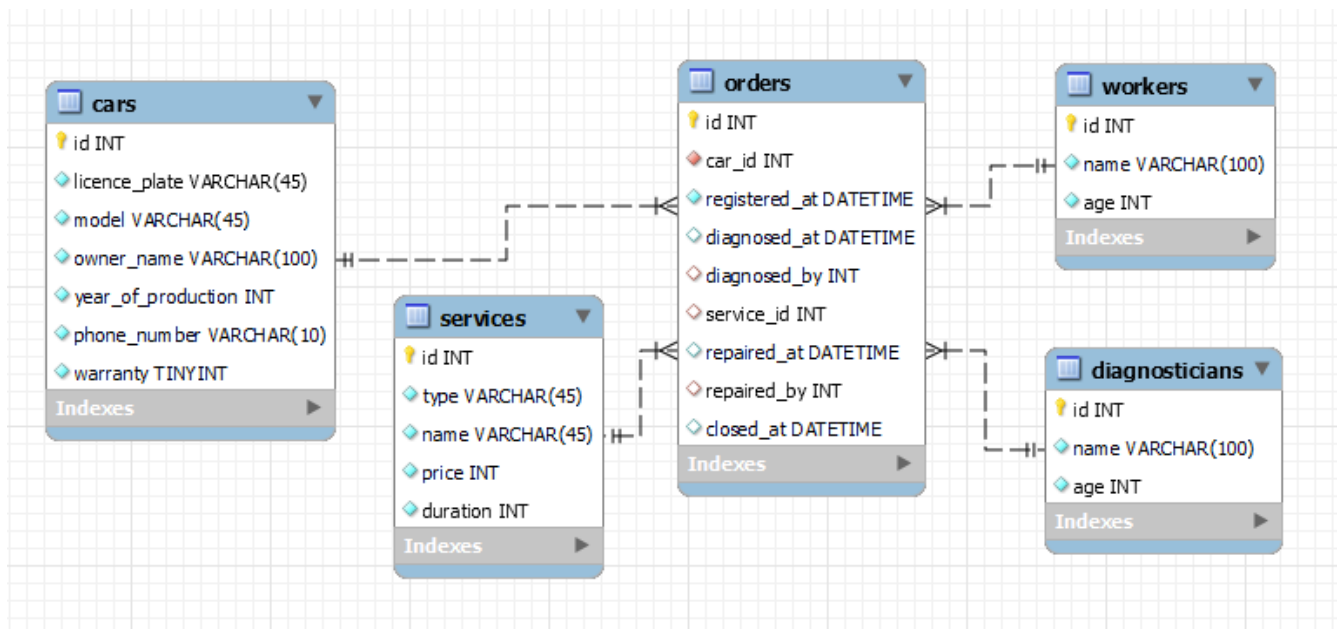 cars
id INT
licence_plate VARCHAR(45)
model VARCHAR(45)
owner_name VARCHAR(100)
year_of_production INT
phone_number VARCHAR(10)
warranty TINYINT
Indexes
services
id INT
type VARCHAR(45)
name VARCHAR(45)
price INT
duration INT
Indexes
orders
id INT
car_id INT
registered_at DATETIME
diagnosed_at DATETIME
diagnosed_by INT
service_id INT
repaired_at DATETIME
repaired_by INT
closed_at DATETIME
Indexes
workers
id INT
name VARCHAR(100)
age INT
Indexes
diagnosticians
id INT
name VARCHAR(100)
age INT
Indexes